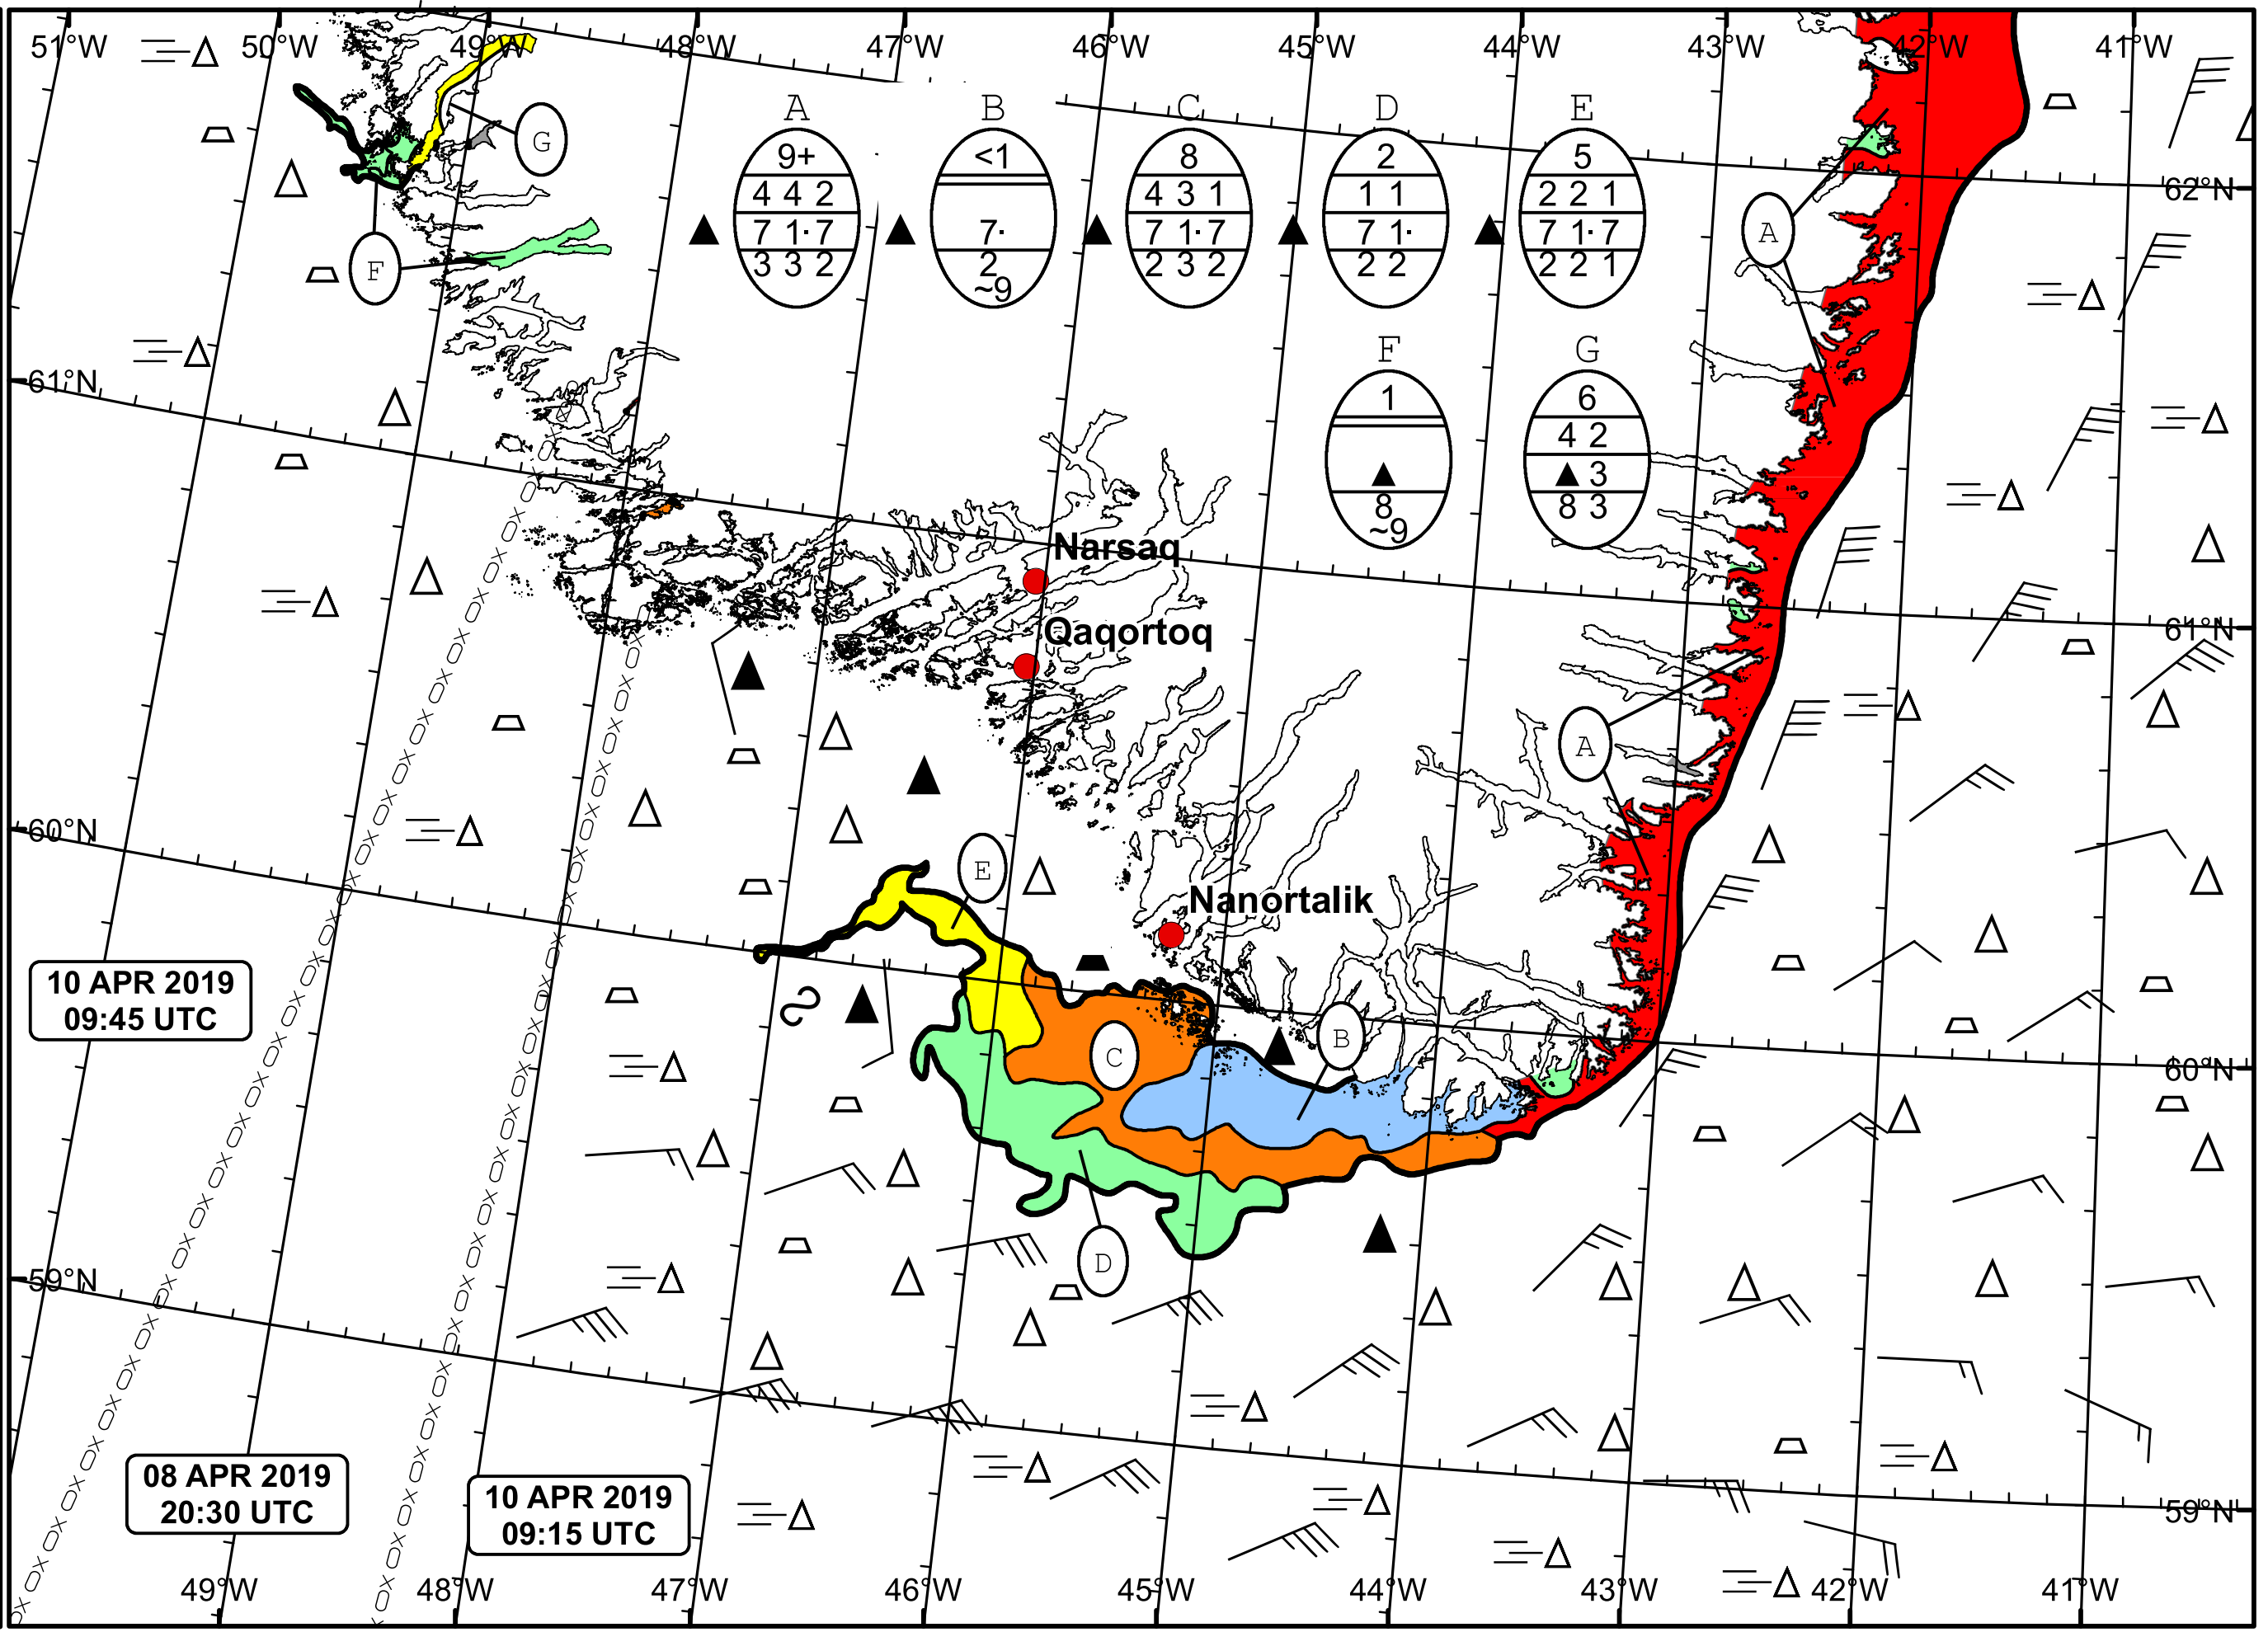 51°W 50°W 49°W 48°W 47°W 46°W 45°W 44°W 43°W 42°W 41°W
A B C D E
9+ <1 8 2 5
4 4 2 4 3 1 1 1 2 2 1
7 1·7 7· 7 1·7 7 1· 7 1·7
3 3 2 2 2 3 2 2 2 2 2 1
~9
G
62°N
A
F
F G
1 6
61°N
4 2
3
8 8 3
~9
Narsaq
Qaqortoq
61°N
A
60°N
E
Nanortalik
10 APR 2019
09:45 UTC
B
C
60°N
D
59°N
08 APR 2019
20:30 UTC
10 APR 2019
09:15 UTC
59°N
49°W 48°W 47°W 46°W 45°W 44°W 43°W 42°W 41°W